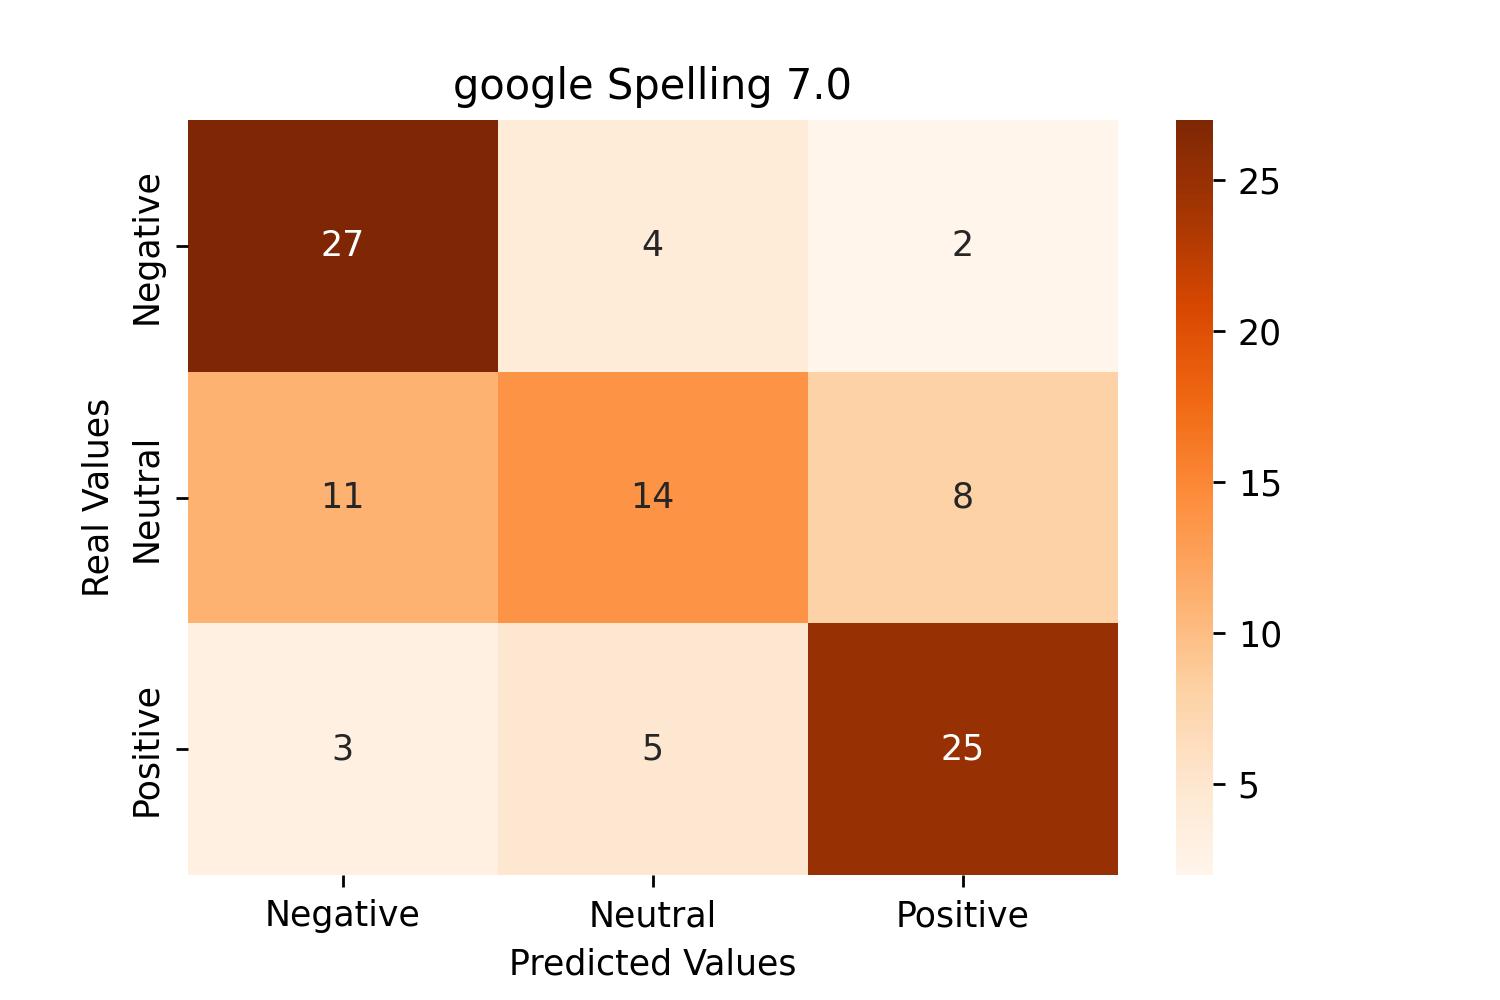 google Spelling 7.0
Real Values
Negative
27 4 2
Neutral
11 14 8
Positive
3 5 25
Negative Neutral Positive
Predicted Values
25
20
15
10
5